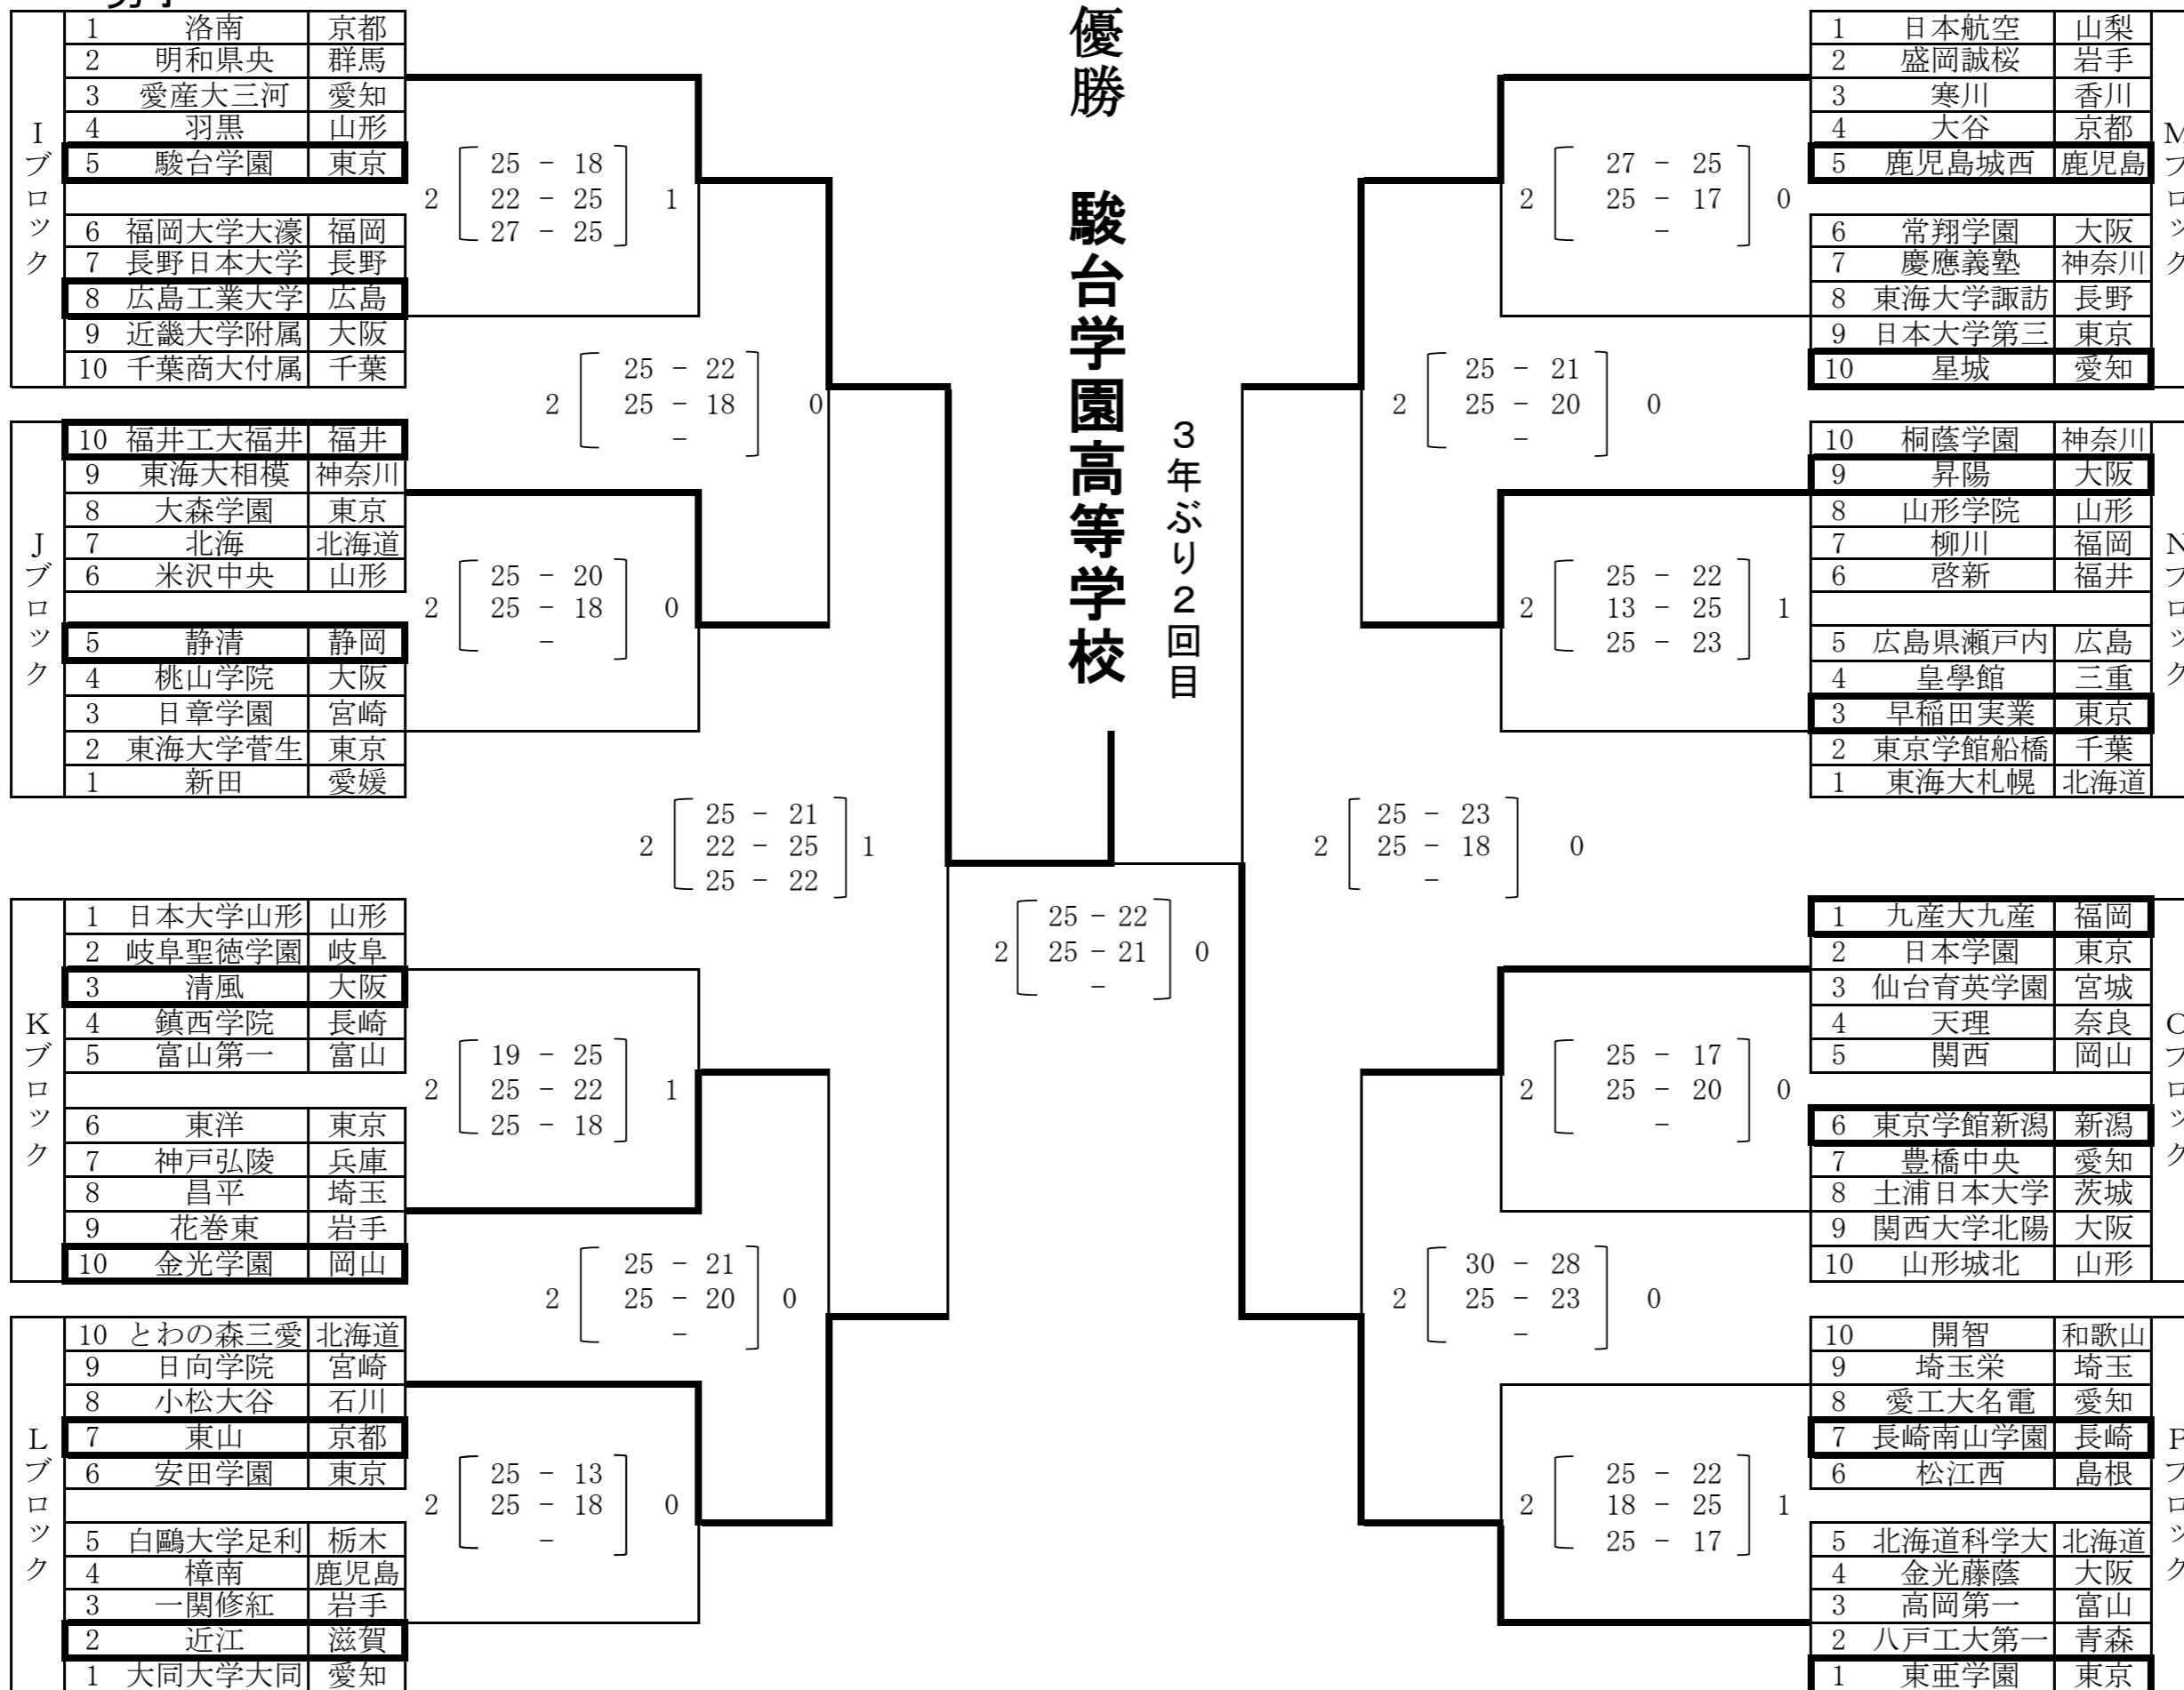 優勝 駿台学園高等学校
3年ぶり2回目
Iブロック
1 洛南 京都
2 明和県央 群馬
3 愛産大三河 愛知
4 羽黒 山形
5 駿台学園 東京
6 福岡大学大濠 福岡
7 長野日本大学 長野
8 広島工業大学 広島
9 近畿大学附属 大阪
10 千葉商大付属 千葉
2 25 - 18 1
22 - 25
27 - 25
2 25 - 22 0
25 - 18
-
Jブロック
10 福井工大福井 福井
9 東海大相模 神奈川
8 大森学園 東京
7 北海 北海道
6 米沢中央 山形
5 静清 静岡
4 桃山学院 大阪
3 日章学園 宮崎
2 東海大学菅生 東京
1 新田 愛媛
2 25 - 20 0
25 - 18
-
2 25 - 21 1
22 - 25
25 - 22
Kブロック
1 日本大学山形 山形
2 岐阜聖徳学園 岐阜
3 清風 大阪
4 鎮西学院 長崎
5 富山第一 富山
6 東洋 東京
7 神戸弘陵 兵庫
8 昌平 埼玉
9 花巻東 岩手
10 金光学園 岡山
2 19 - 25 1
25 - 22
25 - 18
2 25 - 21 0
25 - 20
-
Lブロック
10 とわの森三愛 北海道
9 日向学院 宮崎
8 小松大谷 石川
7 東山 京都
6 安田学園 東京
5 白鷗大学足利 栃木
4 樟南 鹿児島
3 一関修紅 岩手
2 近江 滋賀
1 大同大学大同 愛知
2 25 - 13 0
25 - 18
-
2 25 - 22 0
25 - 21
-
Mブロック
1 日本航空 山梨
2 盛岡誠桜 岩手
3 寒川 香川
4 大谷 京都
5 鹿児島城西 鹿児島
6 常翔学園 大阪
7 慶應義塾 神奈川
8 東海大学諏訪 長野
9 日本大学第三 東京
10 星城 愛知
2 27 - 25 0
25 - 17
-
2 25 - 21 0
25 - 20
-
Nブロック
10 桐蔭学園 神奈川
9 昇陽 大阪
8 山形学院 山形
7 柳川 福岡
6 啓新 福井
5 広島県瀬戸内 広島
4 皇學館 三重
3 早稲田実業 東京
2 東京学館船橋 千葉
1 東海大札幌 北海道
2 25 - 22 1
13 - 25
25 - 23
2 25 - 23 0
25 - 18
-
Oブロック
1 九産大九産 福岡
2 日本学園 東京
3 仙台育英学園 宮城
4 天理 奈良
5 関西 岡山
6 東京学館新潟 新潟
7 豊橋中央 愛知
8 土浦日本大学 茨城
9 関西大学北陽 大阪
10 山形城北 山形
2 25 - 17 0
25 - 20
-
2 30 - 28 0
25 - 23
-
Pブロック
10 開智 和歌山
9 埼玉栄 埼玉
8 愛工大名電 愛知
7 長崎南山学園 長崎
6 松江西 島根
5 北海道科学大 北海道
4 金光藤蔭 大阪
3 高岡第一 富山
2 八戸工大第一 青森
1 東亜学園 東京
2 25 - 22 1
18 - 25
25 - 17